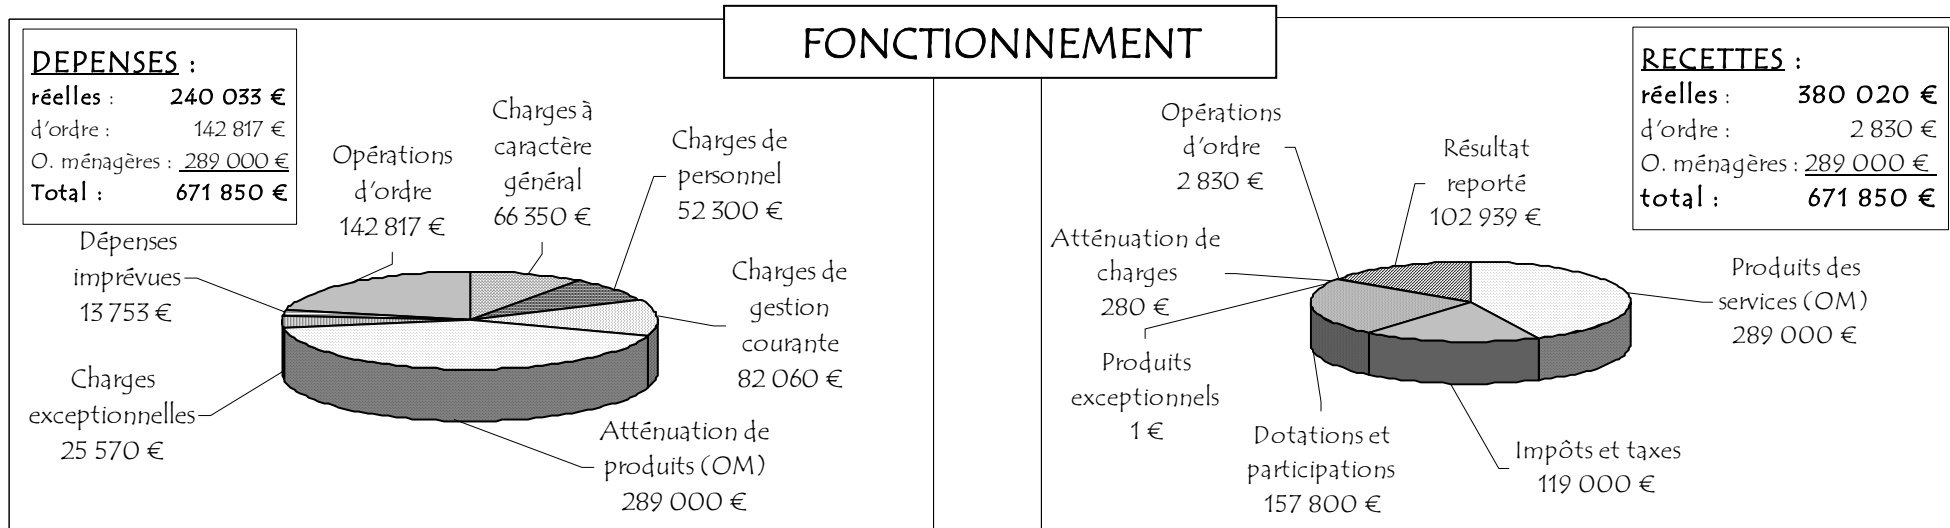 FONCTIONNEMENT
DEPENSES :
réelles : 240 033 €
d'ordre : 142 817 €
O. ménagères : 289 000 €
Total : 671 850 €
Opérations
d'ordre
142 817 €
Charges à
caractère
général
66 350 €
Charges de
personnel
52 300 €
Dépenses
imprévues
13 753 €
Charges de
gestion
courante
82 060 €
Charges
exceptionnelles
25 570 €
Atténuation de
produits (OM)
289 000 €
RECETTES :
réelles : 380 020 €
d'ordre : 2 830 €
O. ménagères : 289 000 €
total : 671 850 €
Opérations
d'ordre
2 830 €
Résultat
reporté
102 939 €
Atténuation de
charges
280 €
Produits des
services (OM)
289 000 €
Produits
exceptionnels
1 €
Dotations et
participations
157 800 €
Impôts et taxes
119 000 €